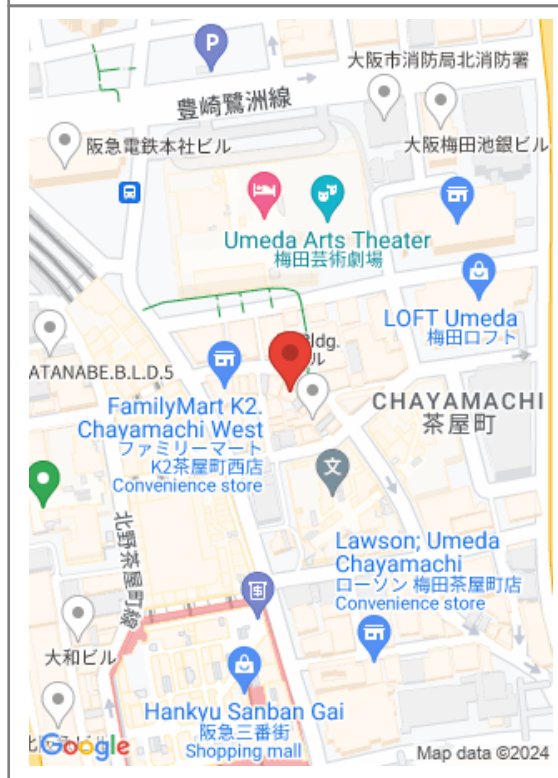 P
大阪市消防局北消防署
豊崎鷺洲線
阪急電鉄本社ビル
大阪梅田池銀ビル
Umeda Arts Theater
梅田芸術劇場
LOFT Umeda
梅田ロフト
Bldg.
ル
ATANABE.B.L.D.5
FamilyMart K2.
Chayamachi West
ファミリーマート
K2茶屋町西店
Convenience store
CHAYAMACHI
茶屋町
文
北野茶屋町線
Lawson; Umeda
Chayamachi
ローソン 梅田茶屋町店
Convenience store
大和ビル
Hankyu Sanban Gai
阪急三番街
Shopping mall
Google
Map data ©2024